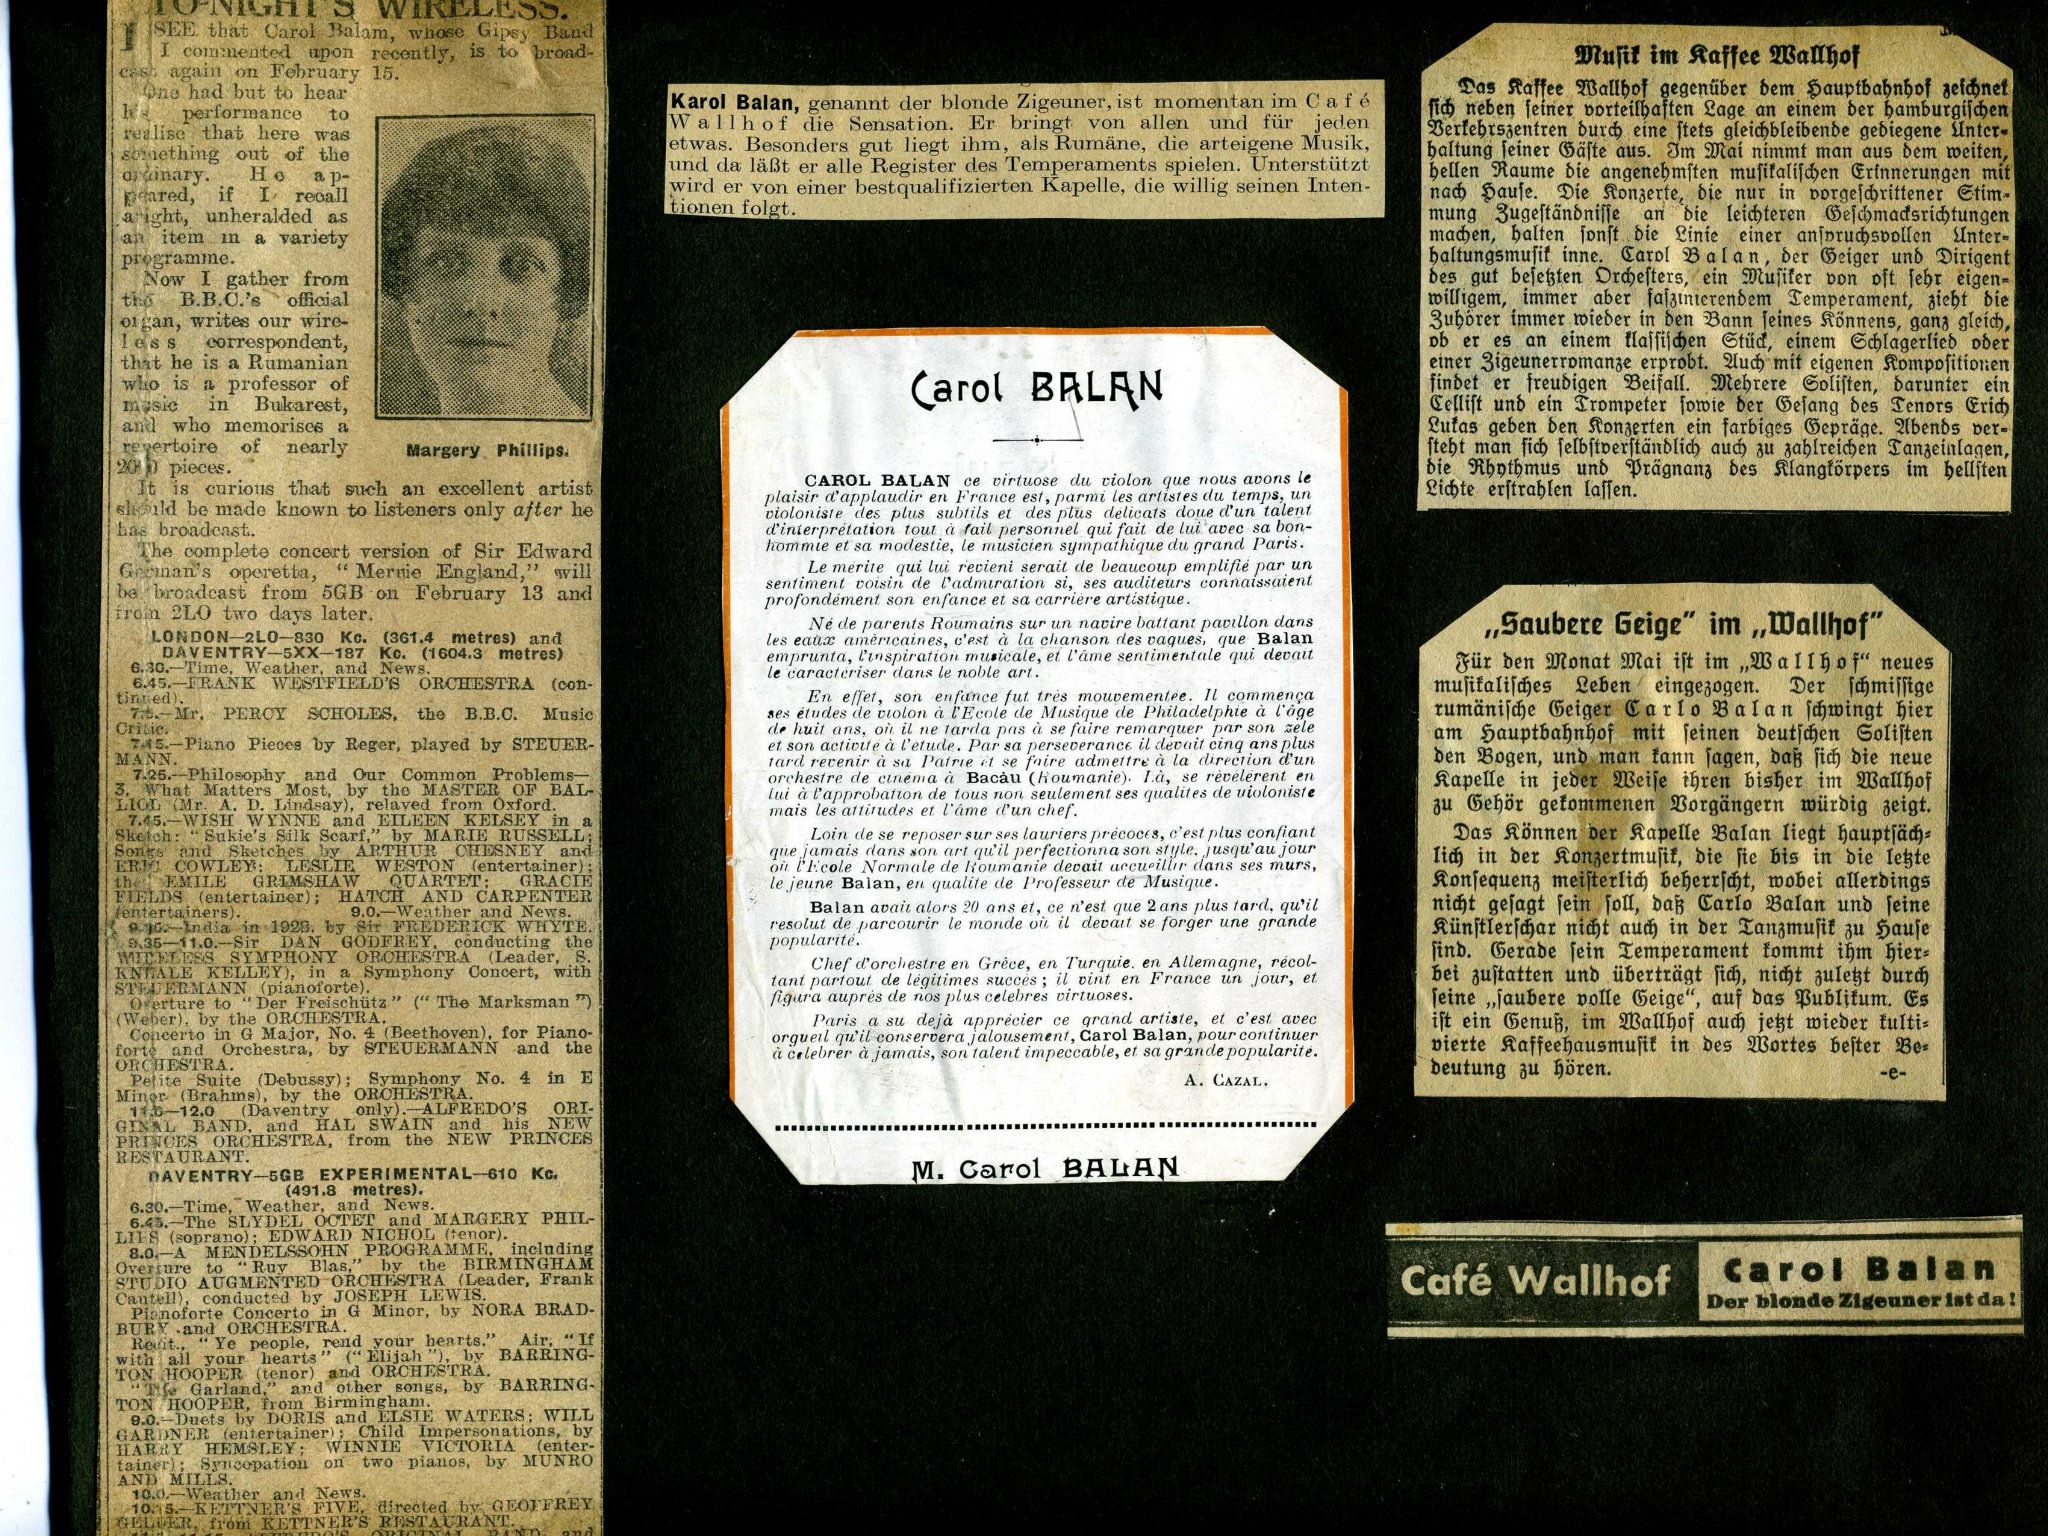 TO-NIGHT'S WIRELESS.
I SEE that Carol Balam, whose Gipsy Band
I commented upon recently, is to broad-
cast again on February 15.
One had but to hear
his performance to
realise that here was
something out of the
ordinary. He ap-
peared, if I recall
aright, unheralded as
an item in a variety
programme.
Now I gather from
the B.B.C.'s official
organ, writes our wire-
less correspondent,
that he is a Rumanian
who is a professor of
music in Bukarest,
and who memorises a
repertoire of nearly
2000 pieces.
Margery Phillips.
It is curious that such an excellent artist
should be made known to listeners only after he
has broadcast.
The complete concert version of Sir Edward
German's operetta, "Merrie England," will
be broadcast from 5GB on February 13 and
from 2LO two days later.
LONDON—2LO—830 Kc. (361.4 metres) and
DAVENTRY—5XX—187 Kc. (1604.3 metres)
6.30.—Time, Weather, and News.
6.45.—FRANK WESTFIELD'S ORCHESTRA (con-
tinued).
7.0.—Mr. PERCY SCHOLES, the B.B.C. Music
Critic.
7.15.—Piano Pieces by Reger, played by STEUER-
MANN.
7.25.—Philosophy and Our Common Problems—
3. What Matters Most, by the MASTER OF BAL-
LIOL (Mr. A. D. Lindsay), relayed from Oxford.
7.45.—WISH WYNNE and EILEEN KELSEY in a
Sketch: "Sukie's Silk Scarf," by MARIE RUSSELL;
Songs and Sketches by ARTHUR CHESNEY and
ERIC COWLEY; LESLIE WESTON (entertainer);
the EMILE GRIMSHAW QUARTET; GRACIE
FIELDS (entertainer); HATCH AND CARPENTER
(entertainers). 9.0.—Weather and News.
India in 1928, by Sir FREDERICK WHYTE.
9.35—11.0.—Sir DAN GODFREY, conducting the
WIRELESS SYMPHONY ORCHESTRA (Leader, S.
KNEALE KELLEY), in a Symphony Concert, with
STEUERMANN (pianoforte).
Overture to "Der Freischütz" ("The Marksman")
(Weber), by the ORCHESTRA.
Concerto in G Major, No. 4 (Beethoven), for Piano-
forte and Orchestra, by STEUERMANN and the
ORCHESTRA.
Petite Suite (Debussy); Symphony No. 4 in E
Minor (Brahms), by the ORCHESTRA.
11.0—12.0 (Daventry only).—ALFREDO'S ORI-
GINAL BAND, and HAL SWAIN and his NEW
PRINCES ORCHESTRA, from the NEW PRINCES
RESTAURANT.
DAVENTRY—5GB EXPERIMENTAL—610 Kc.
(491.8 metres).
6.30.—Time, Weather, and News.
6.45.—The SLYDEL OCTET and MARGERY PHIL-
LIPS (soprano); EDWARD NICHOL (tenor).
8.0.—A MENDELSSOHN PROGRAMME, including
Overture to "Ruy Blas," by the BIRMINGHAM
STUDIO AUGMENTED ORCHESTRA (Leader, Frank
Cantell), conducted by JOSEPH LEWIS.
Pianoforte Concerto in G Minor, by NORA BRAD-
BURY and ORCHESTRA.
Recit., "Ye people, rend your hearts." Air, "If
with all your hearts" ("Elijah"), by BARRING-
TON HOOPER (tenor) and ORCHESTRA.
"The Garland," and other songs, by BARRING-
TON HOOPER, from Birmingham.
9.0.—Duets by DORIS and ELSIE WATERS; WILL
GARDNER (entertainer); Child Impersonations, by
HARRY HEMSLEY; WINNIE VICTORIA (enter-
tainer); Syncopation on two pianos, by MUNRO
AND MILLS.
10.0.—Weather and News.
10.15.—KETTNER'S FIVE, directed by GEOFFREY
GELDER, from KETTNER'S RESTAURANT.
ORIGINAL BAND and
Karol Balan, genannt der blonde Zigeuner, ist momentan im Café
Wallhof die Sensation. Er bringt von allen und für jeden
etwas. Besonders gut liegt ihm, als Rumäne, die arteigene Musik,
und da läßt er alle Register des Temperaments spielen. Unterstützt
wird er von einer bestqualifizierten Kapelle, die willig seinen Inten-
tionen folgt.
Carol BALAN
CAROL BALAN ce virtuose du violon que nous avons le
plaisir d'applaudir en France est, parmi les artistes du temps, un
violoniste des plus subtils et des plus délicats doue d'un talent
d'interprétation tout à fail personnel qui fait de lui avec sa bon-
hommie et sa modestie, le musicien sympathique du grand Paris.
Le mérite qui lui revient serait de beaucoup emplifié par un
sentiment voisin de l'admiration si, ses auditeurs connaissaient
profondément son enfance et sa carrière artistique.
Né de parents Roumains sur un navire battant pavillon dans
les eaux américaines, c'est à la chanson des vagues, que Balan
emprunta, l'inspiration musicale, et l'âme sentimentale qui devait
le caractériser dans le noble art.
En effet, son enfance fut très mouvementee. Il commença
ses études de violon à l'Ecole de Musique de Philadelphie à l'âge
de huit ans, où il ne tarda pas à se faire remarquer par son zele
et son activité à l'étude. Par sa perseverance il devait cinq ans plus
tard revenir à sa Patrie et se faire admettre à la direction d'un
orchestre de cinéma à Bacàu (Roumanie). Là, se révélèrent en
lui à l'approbation de tous non seulement ses qualites de violoniste
mais les attitudes et l'âme d'un chef.
Loin de se reposer sur ses lauriers précoces, c'est plus confiant
que jamais dans son art qu'il perfectionna son style, jusqu'au jour
où l'Ecole Normale de Roumanie devait accueillir dans ses murs,
le jeune Balan, en qualite de Professeur de Musique.
Balan avait alors 20 ans et, ce n'est que 2 ans plus tard, qu'il
resolut de parcourir le monde où il devait se forger une grande
popularité.
Chef d'orchestre en Grèce, en Turquie, en Allemagne, récol-
tant partout de légitimes succès; il vint en France un jour, et
figura auprès de nos plus celebres virtuoses.
Paris a su dejà apprécier ce grand artiste, et c'est avec
orgueil qu'il conservera jalousement, Carol Balan, pour continuer
à celebrer à jamais, son talent impeccable, et sa grande popularité.
A. CAZAL.
M. Carol BALAN
Musik im Kaffee Wallhof
Das Kaffee Wallhof gegenüber dem Hauptbahnhof zeichnet
sich neben seiner vorteilhaften Lage an einem der hamburgischen
Verkehrszentren durch eine stets gleichbleibende gediegene Unter-
haltung seiner Gäste aus. Im Mai nimmt man aus dem weiten,
hellen Raume die angenehmsten musikalischen Erinnerungen mit
nach Hause. Die Konzerte, die nur in vorgeschrittener Stim-
mung Zugeständnisse an die leichteren Geschmacksrichtungen
machen, halten sonst die Linie einer anspruchsvollen Unter-
haltungsmusik inne. Carol Balan, der Geiger und Dirigent
des gut besetzten Orchesters, ein Musiker von oft sehr eigen-
willigem, immer aber faszinierendem Temperament, zieht die
Zuhörer immer wieder in den Bann seines Könnens, ganz gleich,
ob er es an einem klassischen Stück, einem Schlagerlied oder
einer Zigeunerromanze erprobt. Auch mit eigenen Kompositionen
findet er freudigen Beifall. Mehrere Solisten, darunter ein
Cellist und ein Trompeter sowie der Gesang des Tenors Erich
Lukas geben den Konzerten ein farbiges Gepräge. Abends ver-
steht man sich selbstverständlich auch zu zahlreichen Tanzeinlagen,
die Rhythmus und Prägnanz des Klangkörpers im hellsten
Lichte erstrahlen lassen.
„Saubere Geige" im „Wallhof"
Für den Monat Mai ist im „Wallhof" neues
musikalisches Leben eingezogen. Der schmissige
rumänische Geiger Carlo Balan schwingt hier
am Hauptbahnhof mit seinen deutschen Solisten
den Bogen, und man kann sagen, daß sich die neue
Kapelle in jeder Weise ihren bisher im Wallhof
zu Gehör gekommenen Vorgängern würdig zeigt.
Das Können der Kapelle Balan liegt hauptsäch-
lich in der Konzertmusik, die sie bis in die letzte
Konsequenz meisterlich beherrscht, wobei allerdings
nicht gesagt sein soll, daß Carlo Balan und seine
Künstlerschar nicht auch in der Tanzmusik zu Hause
sind. Gerade sein Temperament kommt ihm hier-
bei zustatten und überträgt sich, nicht zuletzt durch
seine „saubere volle Geige", auf das Publikum. Es
ist ein Genuß, im Wallhof auch jetzt wieder kulti-
vierte Kaffeehausmusik in des Wortes bester Be-
deutung zu hören. -e-
Café Wallhof
Carol Balan
Der blonde Zigeuner ist da!